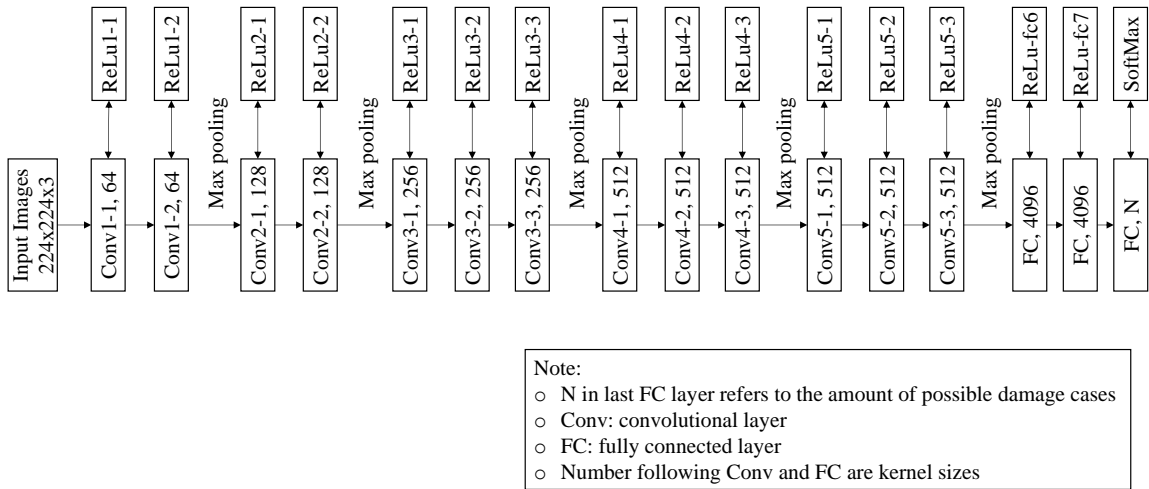 ReLu1-1
ReLu1-2
ReLu2-1
ReLu2-2
ReLu3-1
ReLu3-2
ReLu3-3
ReLu4-1
ReLu4-2
ReLu4-3
ReLu5-1
ReLu5-2
ReLu5-3
ReLu-fc6
ReLu-fc7
SoftMax
Input Images
224x224x3
Conv1-1, 64
Conv1-2, 64
Max pooling
Conv2-1, 128
Conv2-2, 128
Max pooling
Conv3-1, 256
Conv3-2, 256
Conv3-3, 256
Max pooling
Conv4-1, 512
Conv4-2, 512
Conv4-3, 512
Max pooling
Conv5-1, 512
Conv5-2, 512
Conv5-3, 512
Max pooling
FC, 4096
FC, 4096
FC, N
Note:
○ N in last FC layer refers to the amount of possible damage cases
○ Conv: convolutional layer
○ FC: fully connected layer
○ Number following Conv and FC are kernel sizes